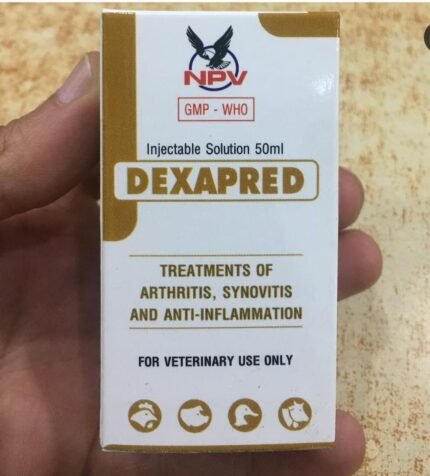 NPV
GMP - WHO
Injectable Solution 50ml
DEXAPRED
TREATMENTS OF
ARTHRITIS, SYNOVITIS
AND ANTI-INFLAMMATION
FOR VETERINARY USE ONLY